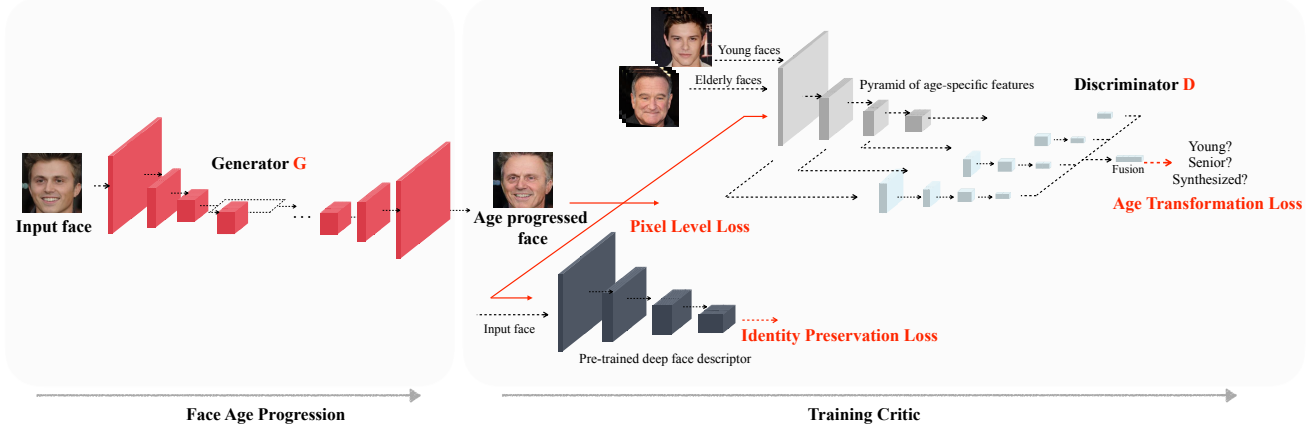 Input face
Generator G
Age progressed
face
Young faces
Elderly faces
Pyramid of age-specific features
Discriminator D
Fusion
Young?
Senior?
Synthesized?
Age Transformation Loss
Pixel Level Loss
Input face
Identity Preservation Loss
Pre-trained deep face descriptor
Face Age Progression
Training Critic